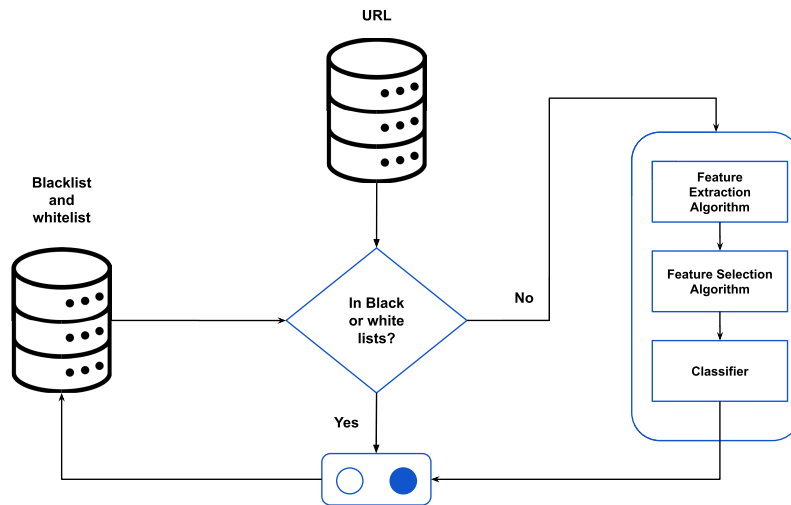 URL
Blacklist
and
whitelist
In Black
or white
lists?
No
Yes
Feature
Extraction
Algorithm
Feature Selection
Algorithm
Classifier